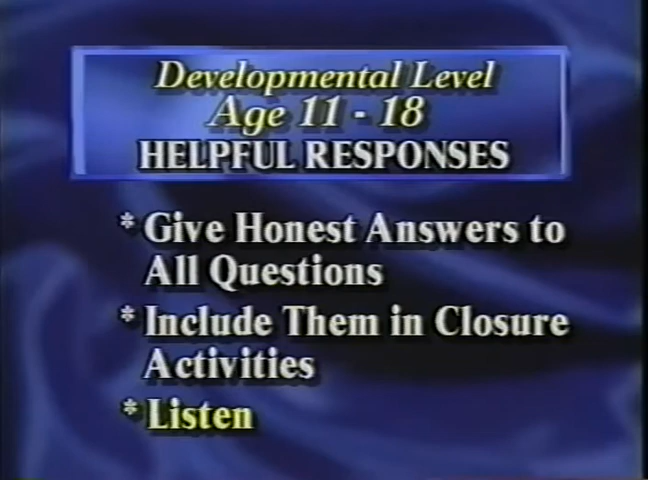 Developmental Level
Age 11 - 18
HELPFUL RESPONSES
* Give Honest Answers to
All Questions
* Include Them in Closure
Activities
* Listen